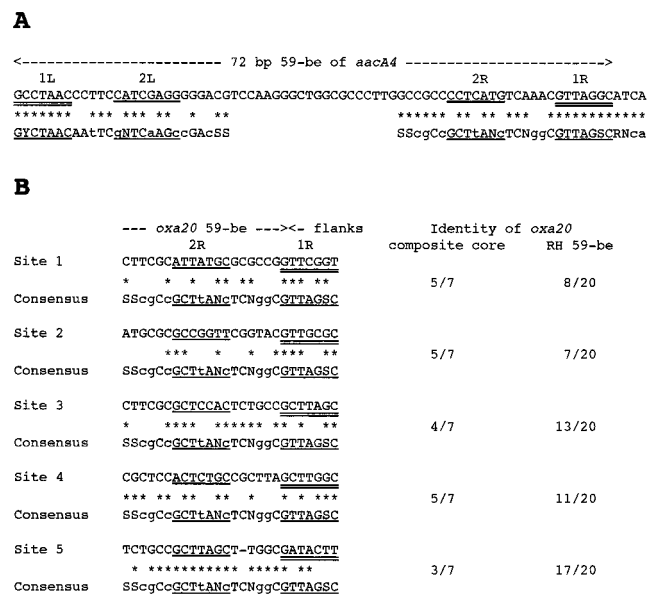 A
<----------------------- 72 bp 59-be of aacA4 ----------------------->
1L 2L 2R 1R
GCCTAACCCTTCCATCGAGGGGGACGTCCAAGGGCTGGCGCCCTTGGCCGCCCCTCATGTCAAACGTTAGGCATCA
******* *** *** ** * ** ****** ** * ** ************
GYCTAACAAtTCgNTCaAGccGAcSS SScgCcGCTtANcTCNggCGTTAGSCRNca
B
--- oxa20 59-be ---><- flanks Identity of oxa20
2R 1R composite core RH 59-be
Site 1 CTTCGCATTATGCGCGCCGGTTCGGT
* * * * ** *** ** 5/7 8/20
Consensus SScgCcGCTtANcTCNggCGTTAGSC
Site 2 ATGCGCGCCGGTTCGGTACGTTGCGC
*** * * **** ** 5/7 7/20
Consensus SScgCcGCTtANcTCNggCGTTAGSC
Site 3 CTTCGCGCTCCACTCTGCCGCTTAGC
* **** ****** ** * ** 4/7 13/20
Consensus SScgCcGCTtANcTCNggCGTTAGSC
Site 4 CGCTCCACTCTGCCGCTTAGCTTGGC
*** ** ** ** * * * *** 5/7 11/20
Consensus SScgCcGCTtANcTCNggCGTTAGSC
Site 5 TCTGCCGCTTAGCT-TGGCGATACTT
* *********** ***** ** 3/7 17/20
Consensus SScgCcGCTtANcTCNggCGTTAGSC